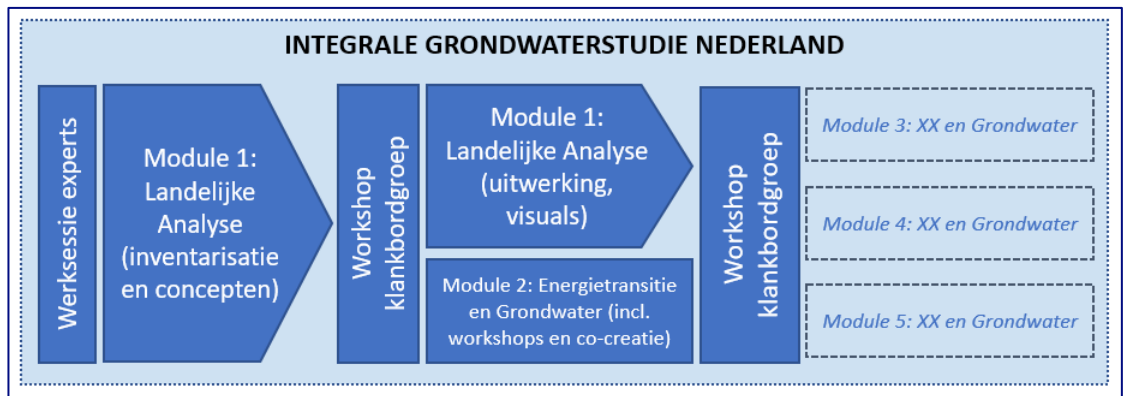 INTEGRALE GRONDWATERSTUDIE NEDERLAND
Werksessie experts
Module 1:
Landelijke
Analyse
(inventarisatie
en concepten)
Workshop
klankbordgroep
Module 1:
Landelijke Analyse
(uitwerking,
visuals)
Module 2: Energietransitie
en Grondwater (incl.
workshops en co-creatie)
Workshop
klankbordgroep
Module 3: XX en Grondwater
Module 4: XX en Grondwater
Module 5: XX en Grondwater